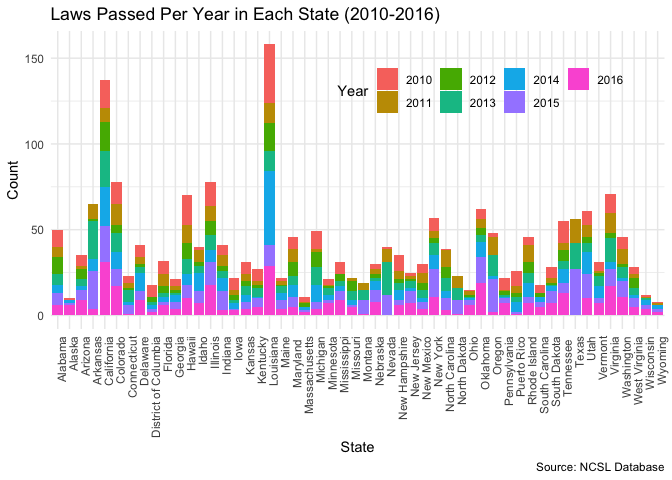 Laws Passed Per Year in Each State (2010-2016)
150
100
50
0
Count
Year
2010
2012
2014
2016
2011
2013
2015
Alabama
Alaska
Arizona
Arkansas
California
Colorado
Connecticut
Delaware
District of Columbia
Florida
Georgia
Hawaii
Idaho
Illinois
Indiana
Iowa
Kansas
Kentucky
Louisiana
Maine
Maryland
Massachusetts
Michigan
Minnesota
Mississippi
Missouri
Montana
Nebraska
Nevada
New Hampshire
New Jersey
New Mexico
New York
North Carolina
North Dakota
Ohio
Oklahoma
Oregon
Pennsylvania
Puerto Rico
Rhode Island
South Carolina
South Dakota
Tennessee
Texas
Utah
Vermont
Virginia
Washington
West Virginia
Wisconsin
Wyoming
State
Source: NCSL Database